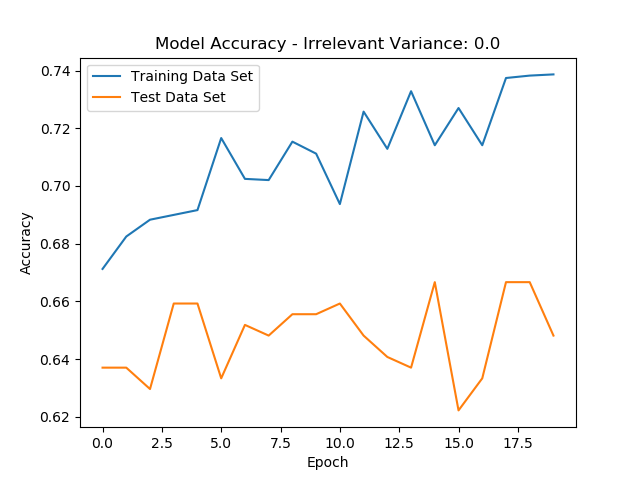 Model Accuracy - Irrelevant Variance: 0.0
Training Data Set
Test Data Set
Accuracy
0.74
0.72
0.70
0.68
0.66
0.64
0.62
0.0 2.5 5.0 7.5 10.0 12.5 15.0 17.5
Epoch